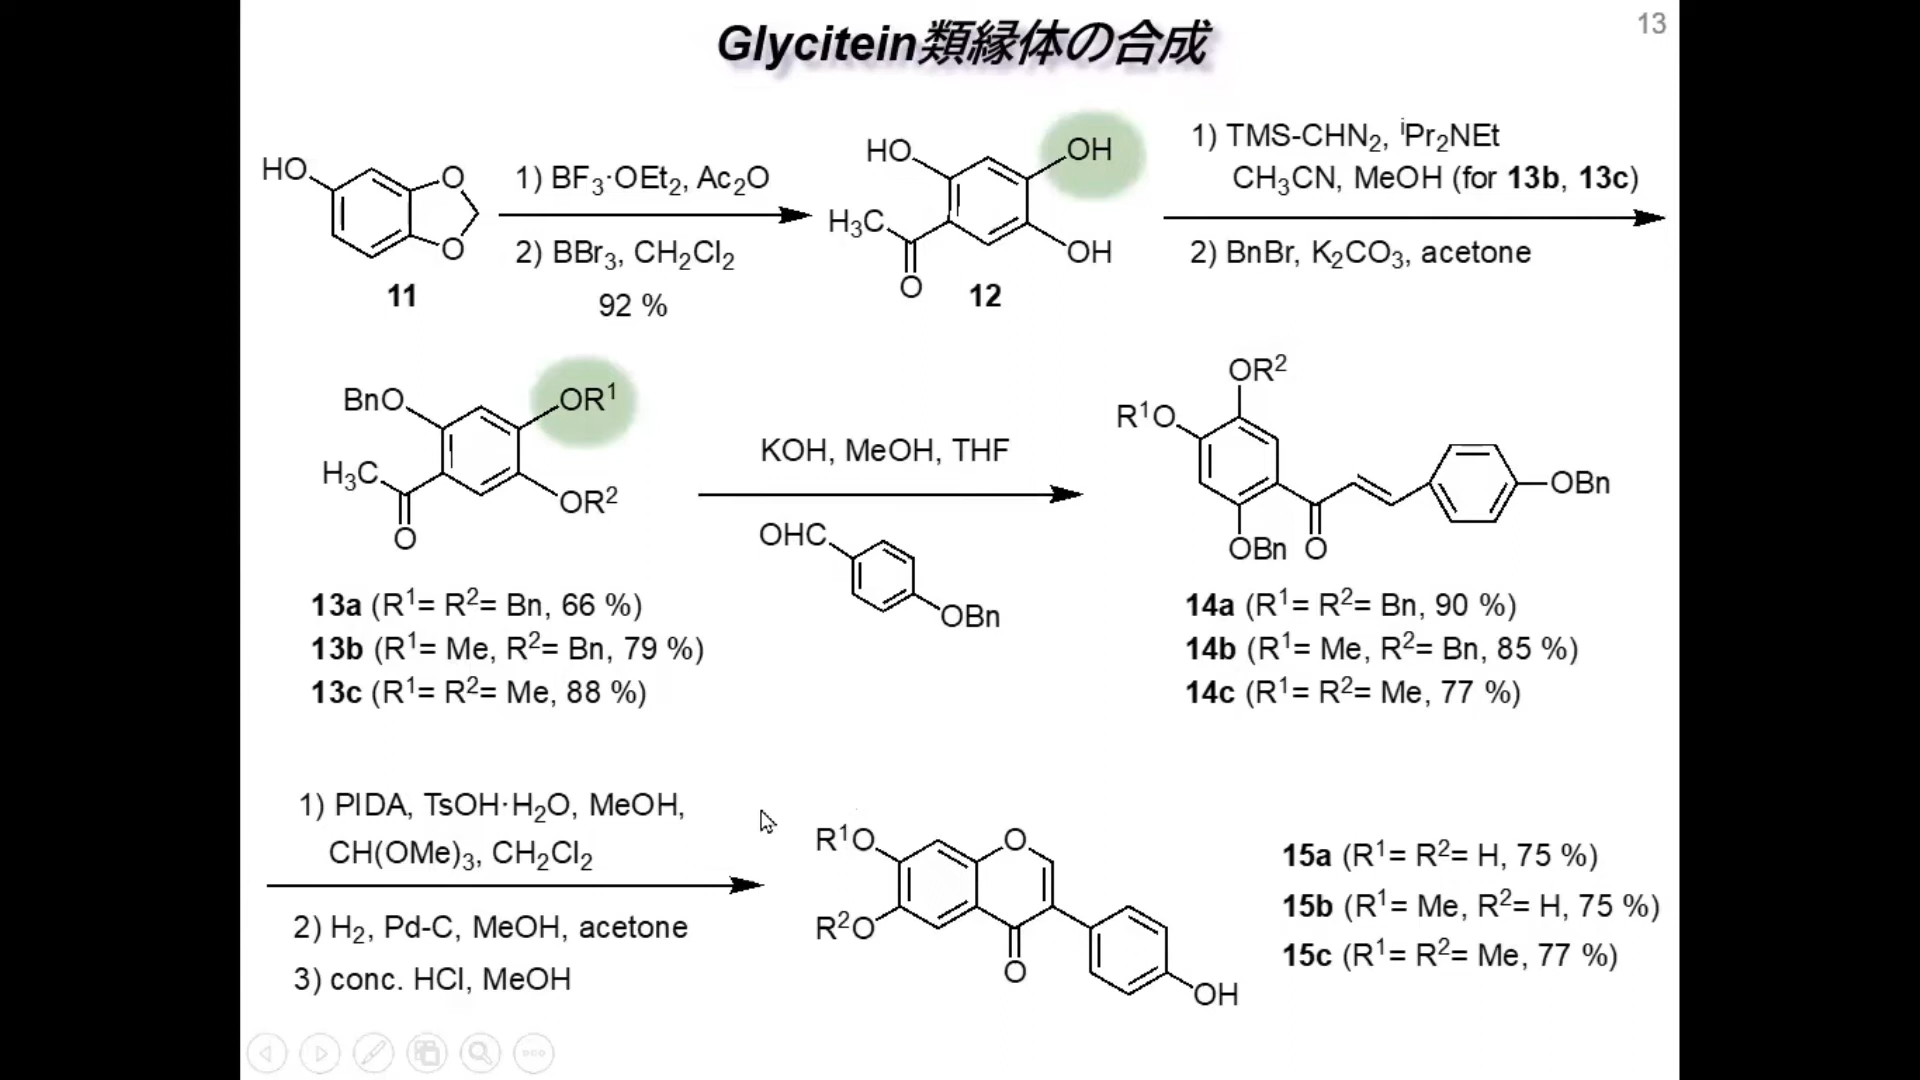 Glycitein類縁体の合成
13
HO
O
O
11
1) BF3·OEt2, Ac2O
2) BBr3, CH2Cl2
92 %
HO
OH
H3C
O
OH
12
1) TMS-CHN2, iPr2NEt
CH3CN, MeOH (for 13b, 13c)
2) BnBr, K2CO3, acetone
BnO
OR1
H3C
O
OR2
13a (R1= R2= Bn, 66 %)
13b (R1= Me, R2= Bn, 79 %)
13c (R1= R2= Me, 88 %)
KOH, MeOH, THF
OHC
OBn
OR2
R1O
OBn
OBn
O
14a (R1= R2= Bn, 90 %)
14b (R1= Me, R2= Bn, 85 %)
14c (R1= R2= Me, 77 %)
1) PIDA, TsOH·H2O, MeOH,
CH(OMe)3, CH2Cl2
2) H2, Pd-C, MeOH, acetone
3) conc. HCl, MeOH
R1O
O
R2O
O
OH
15a (R1= R2= H, 75 %)
15b (R1= Me, R2= H, 75 %)
15c (R1= R2= Me, 77 %)